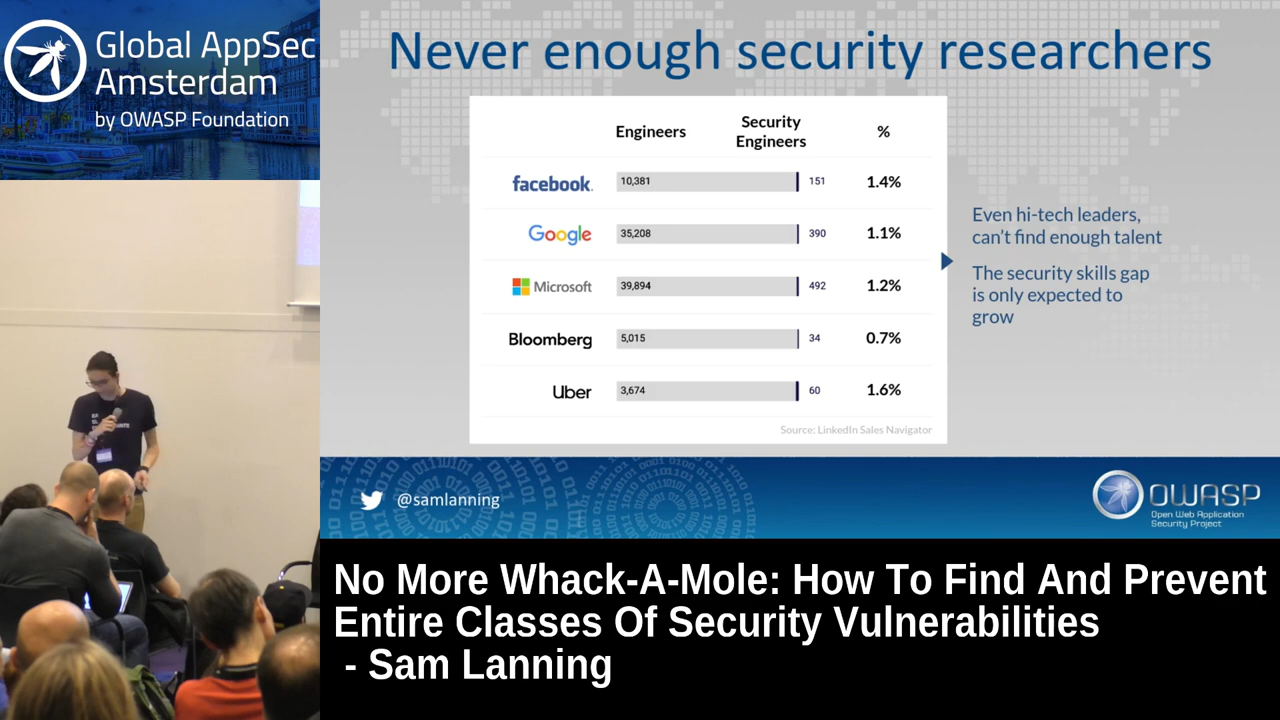 Global AppSec
Amsterdam
by OWASP Foundation
Never enough security researchers
Engineers
Security
Engineers
%
facebook.
10,381
151
1.4%
Google
35,208
390
1.1%
Microsoft
39,894
492
1.2%
Bloomberg
5,015
34
0.7%
Uber
3,674
60
1.6%
Source: LinkedIn Sales Navigator
Even hi-tech leaders,
can't find enough talent
The security skills gap
is only expected to
grow
@samlanning
OWASP
Open Web Application
Security Project
No More Whack-A-Mole: How To Find And Prevent
Entire Classes Of Security Vulnerabilities
- Sam Lanning